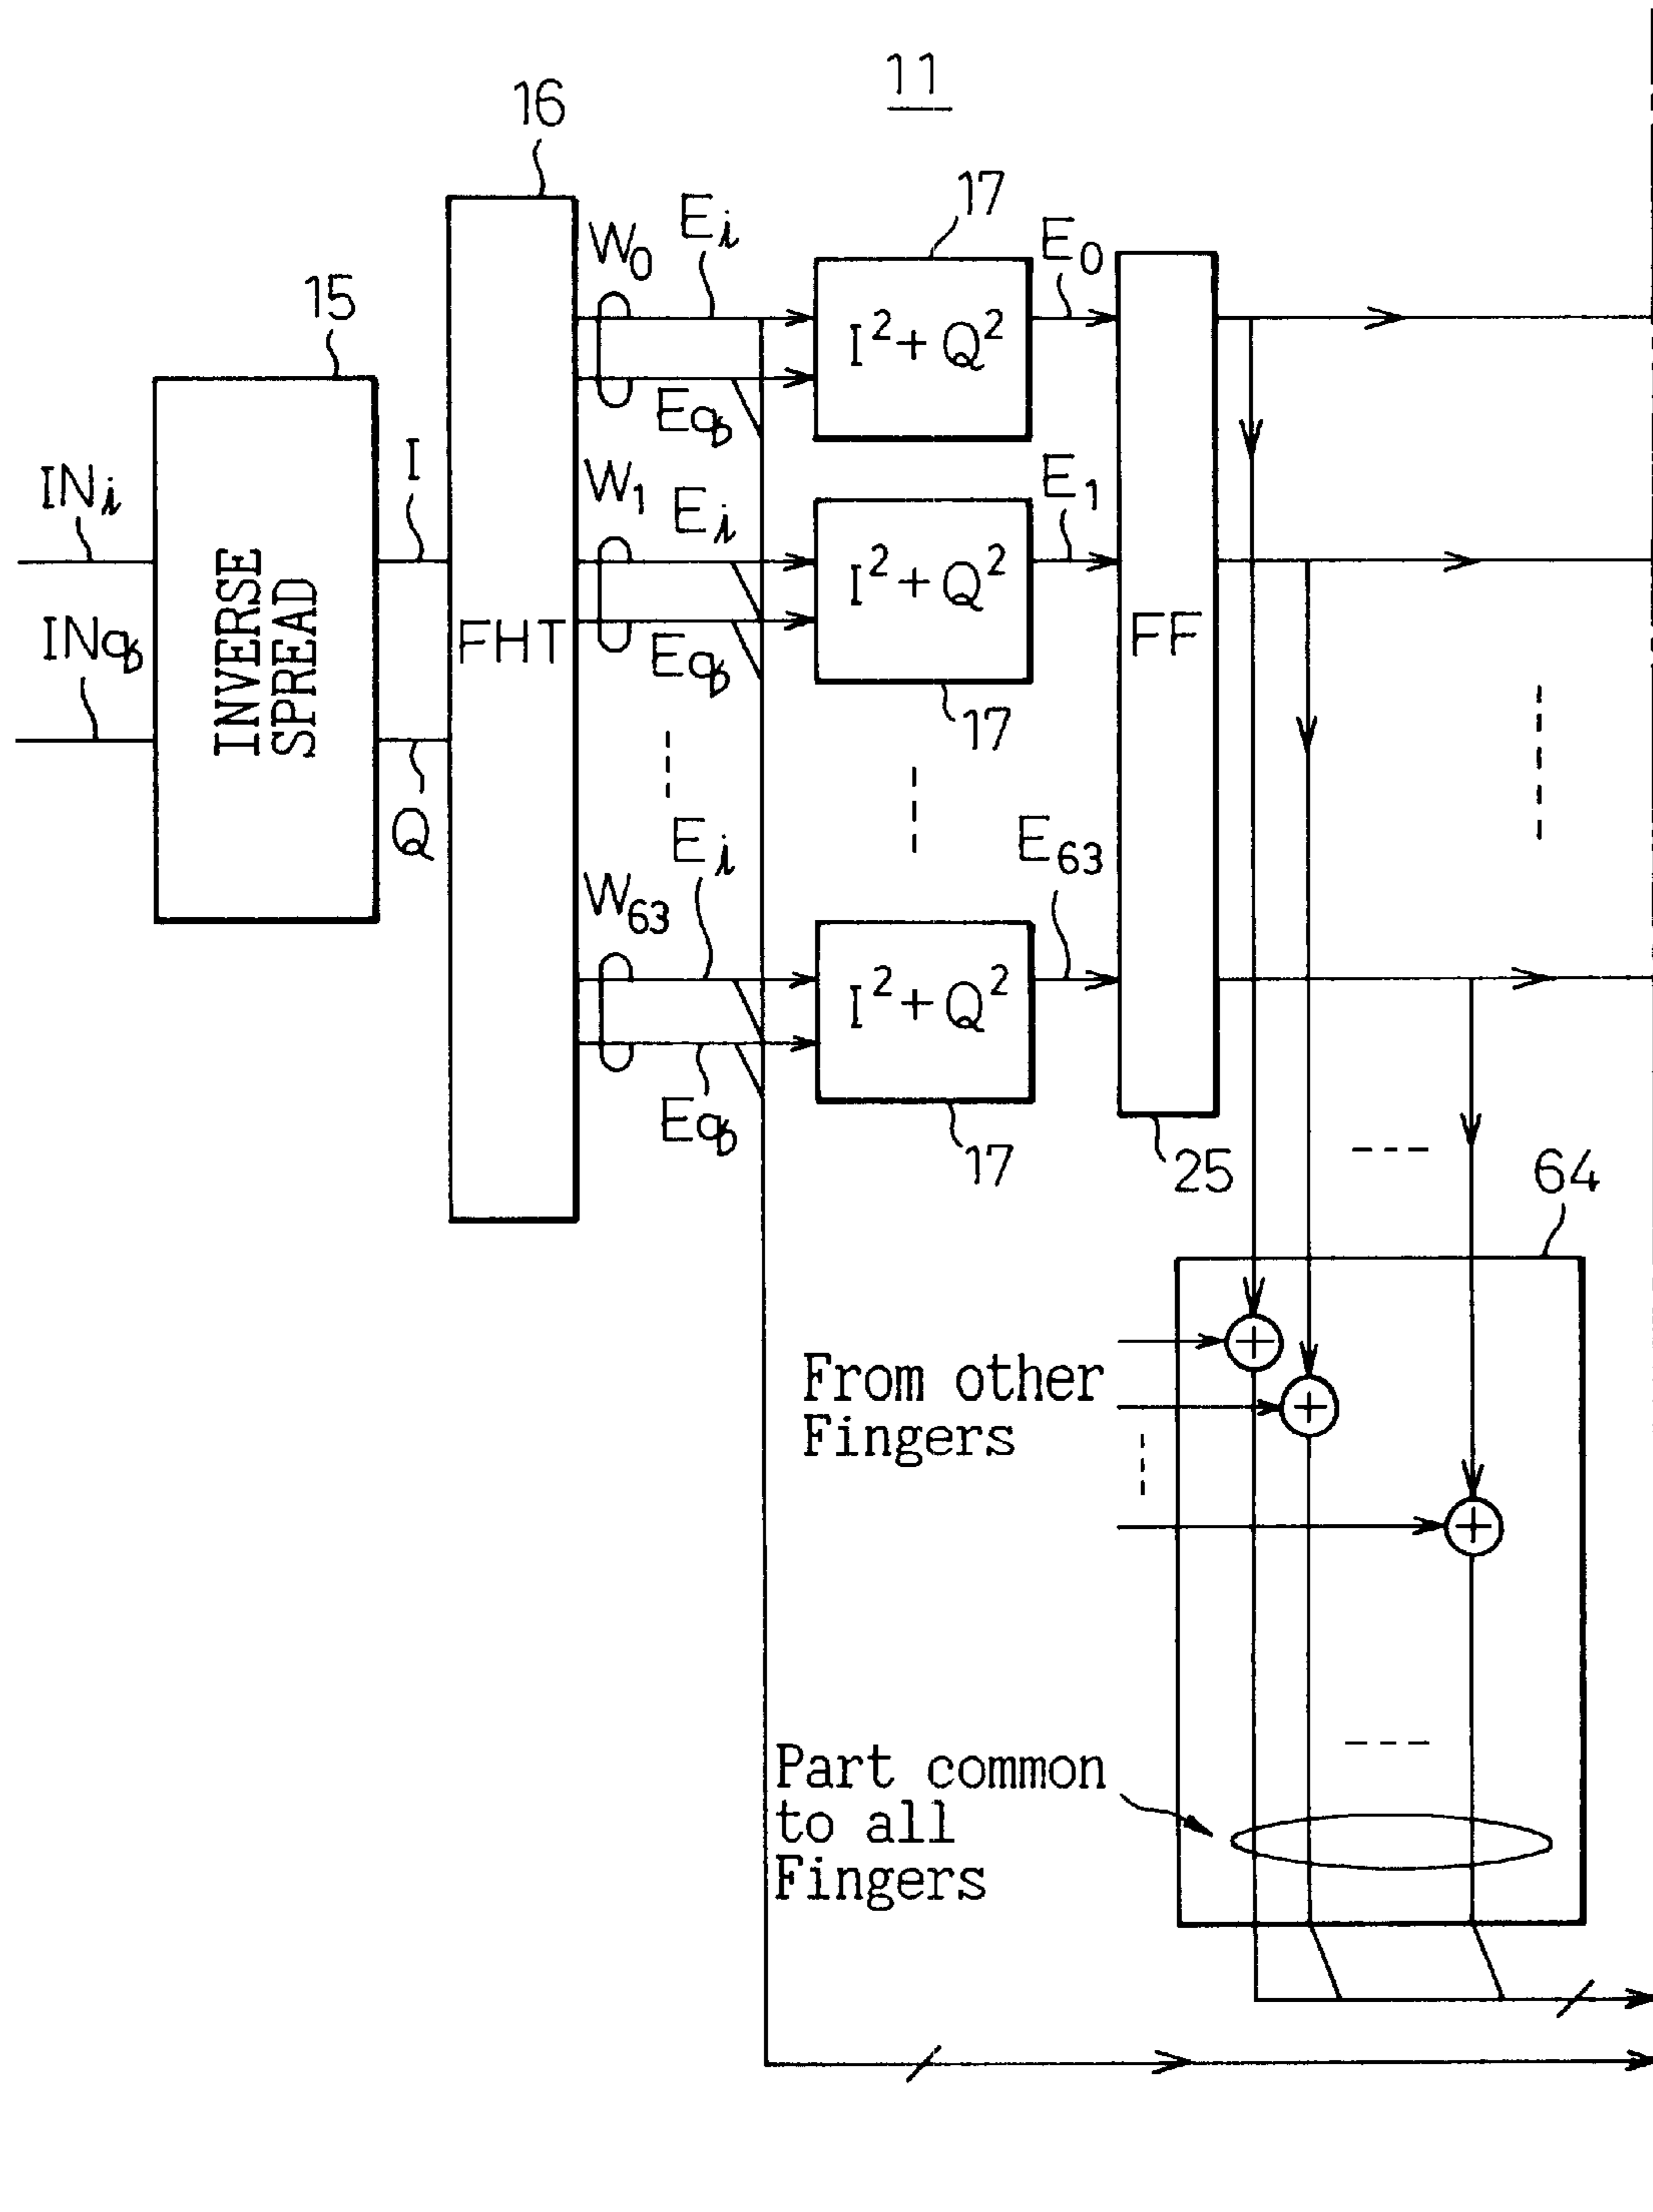 11
16
17
W0
Ei
E0
15
I² + Q²
Eq
INi
I
W1
Ei
E1
I² + Q²
INq
INVERSE
SPREAD
FHT
Eq
FF
17
Q
Ei
E63
W63
I² + Q²
Eq
17
25
64
+
From other
Fingers
+
+
Part common
to all
Fingers